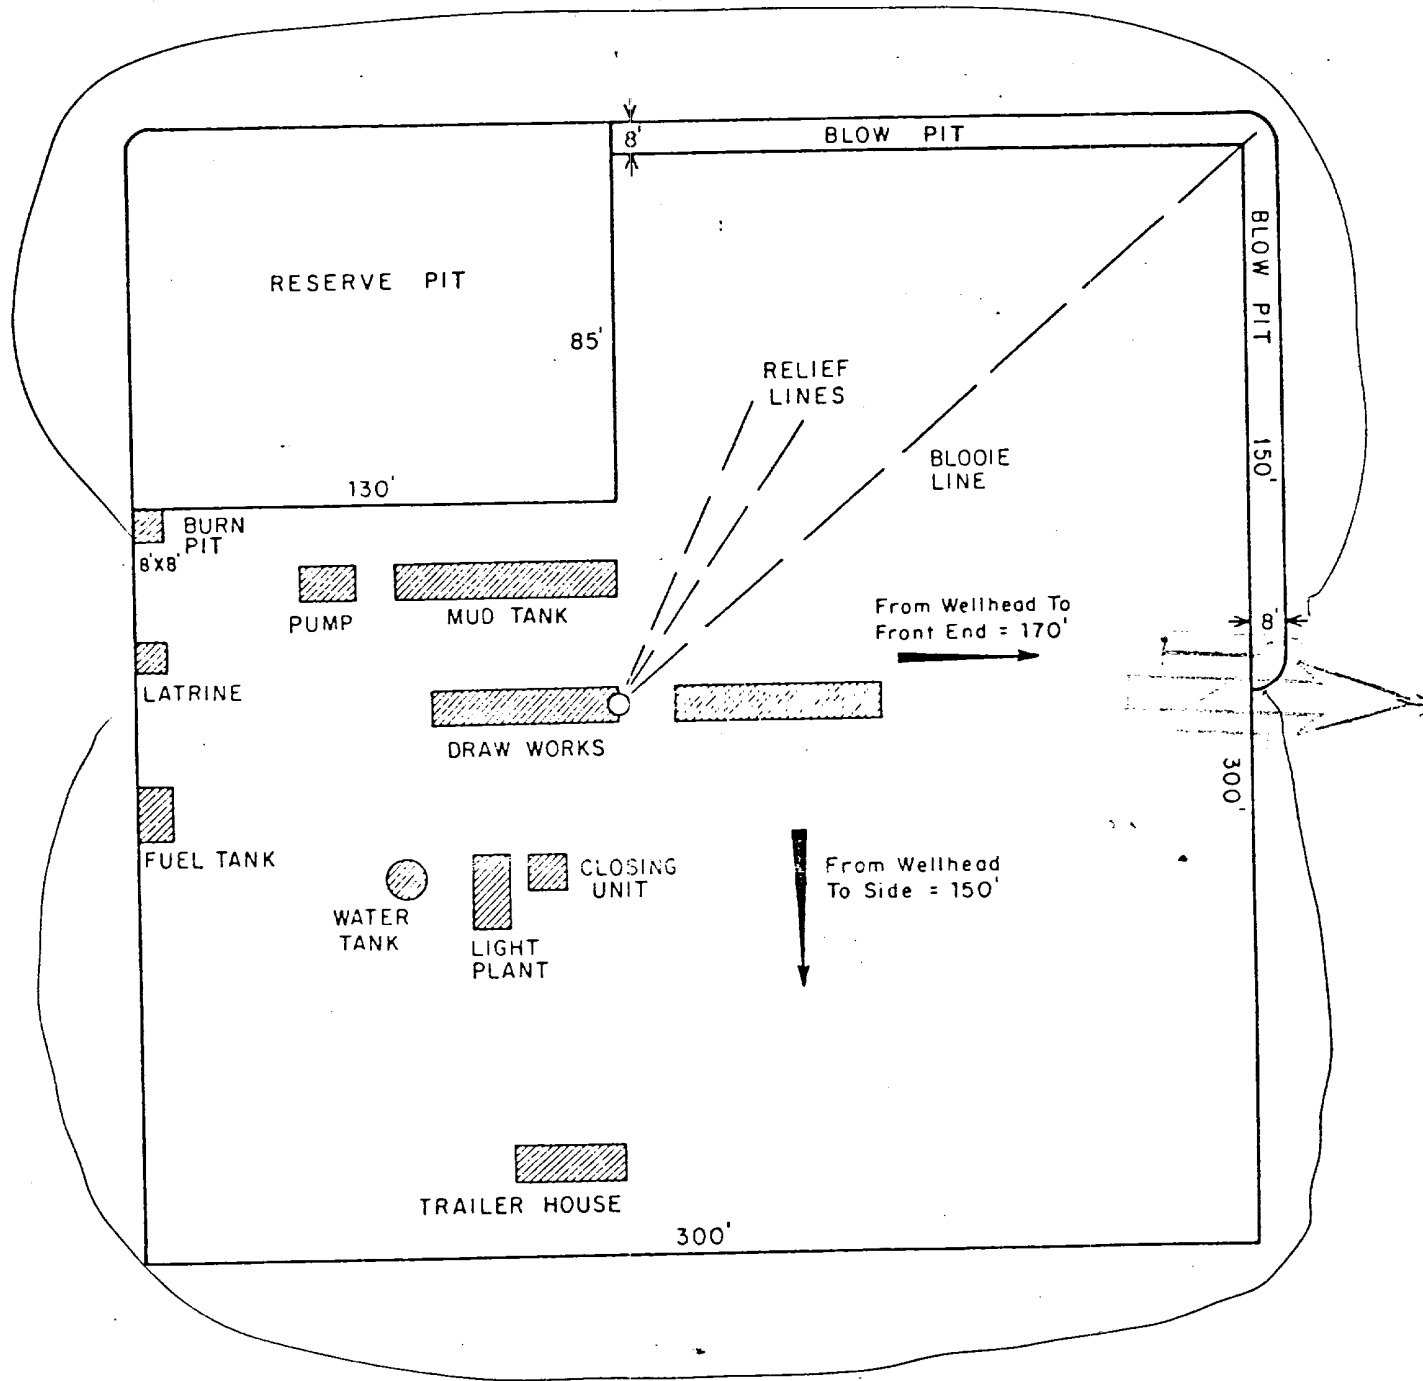 8'
BLOW PIT
BLOW PIT
RESERVE PIT
85'
RELIEF
LINES
BLOOIE
LINE
150'
130'
BURN
PIT
8'X8'
PUMP
MUD TANK
From Wellhead To
Front End = 170'
8'
LATRINE
DRAW WORKS
300'
FUEL TANK
CLOSING
UNIT
From Wellhead
To Side = 150'
WATER
TANK
LIGHT
PLANT
TRAILER HOUSE
300'